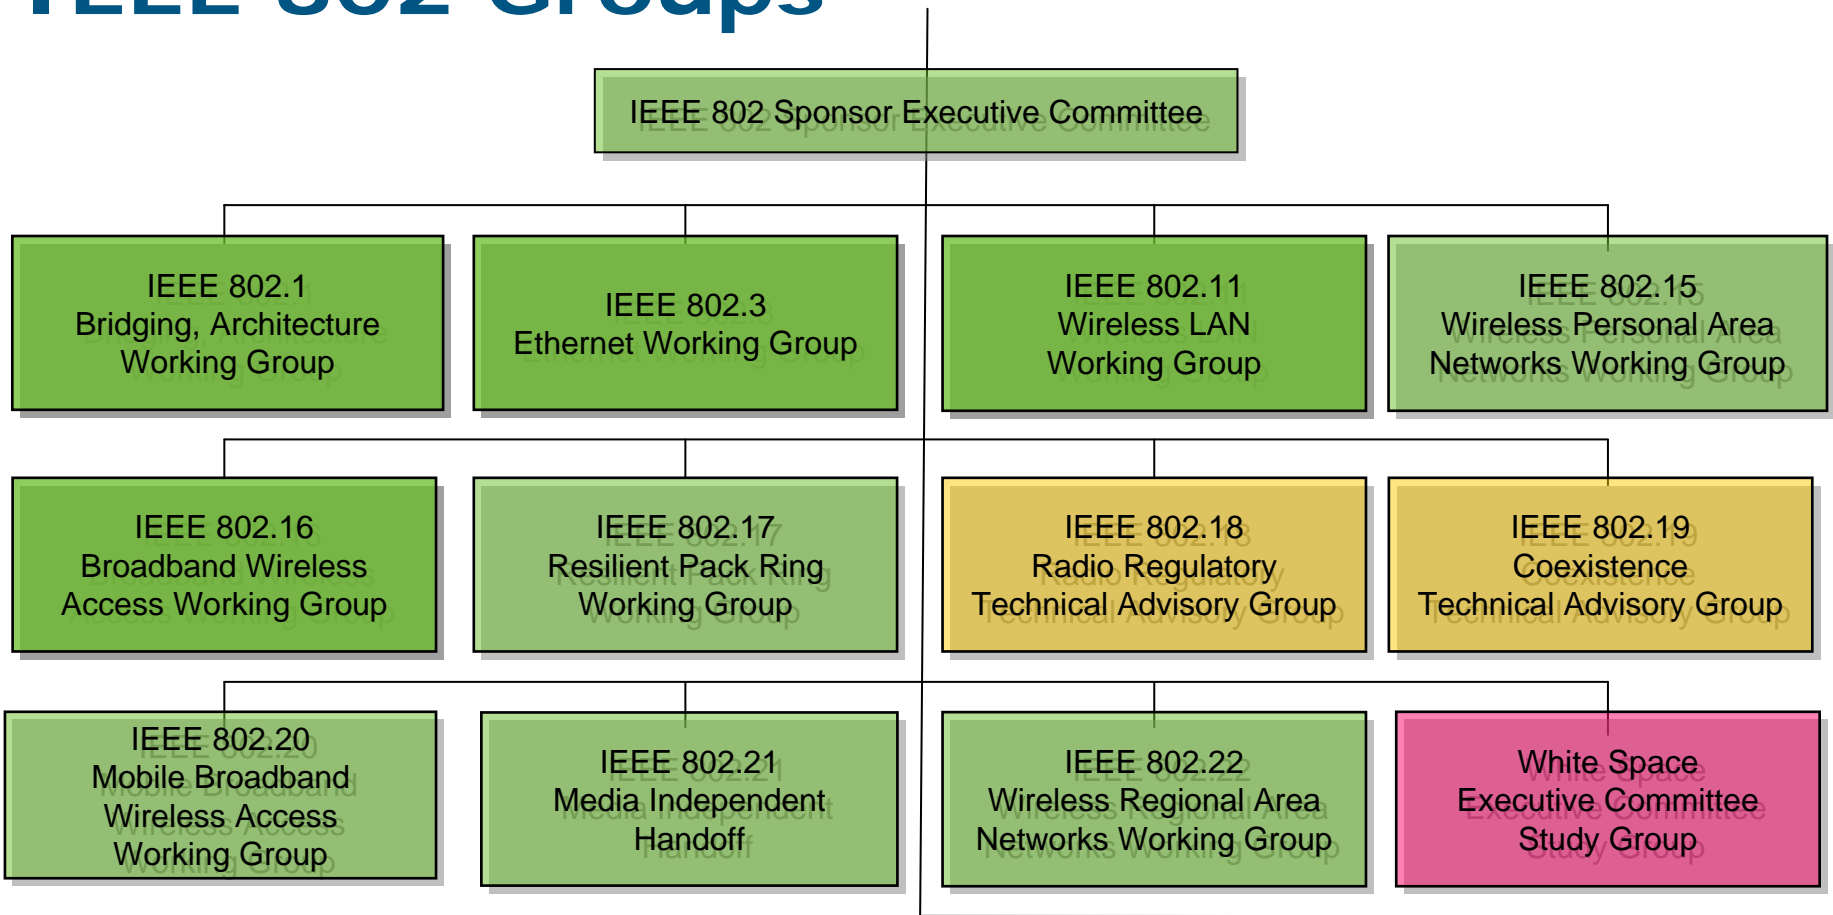 IEEE 802 Groups
IEEE 802 Sponsor Executive Committee
IEEE 802.1
Bridging, Architecture
Working Group
IEEE 802.3
Ethernet Working Group
IEEE 802.11
Wireless LAN
Working Group
IEEE 802.15
Wireless Personal Area
Networks Working Group
IEEE 802.16
Broadband Wireless
Access Working Group
IEEE 802.17
Resilient Pack Ring
Working Group
IEEE 802.18
Radio Regulatory
Technical Advisory Group
IEEE 802.19
Coexistence
Technical Advisory Group
IEEE 802.20
Mobile Broadband
Wireless Access
Working Group
IEEE 802.21
Media Independent
Handoff
IEEE 802.22
Wireless Regional Area
Networks Working Group
White Space
Executive Committee
Study Group